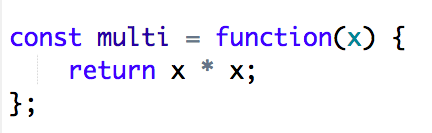 const multi = function(x) {
    return x * x;
};